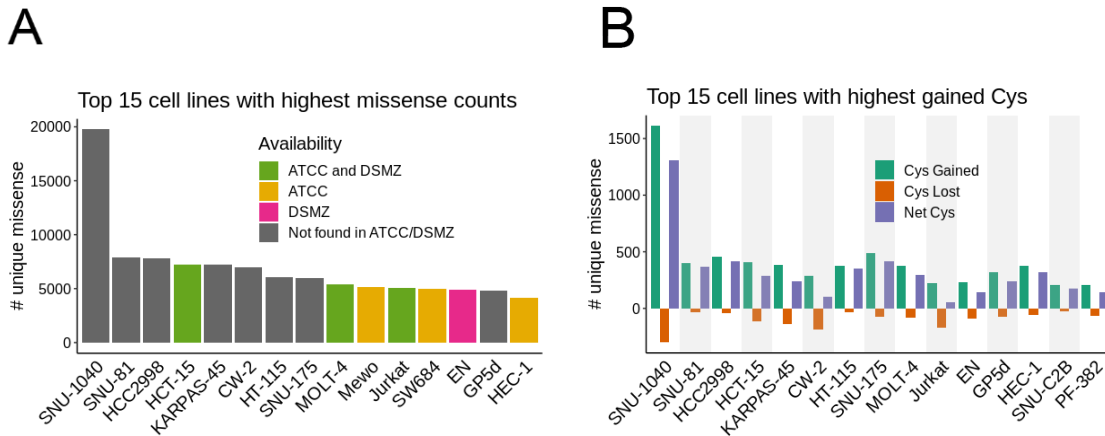 A
Top 15 cell lines with highest missense counts
# unique missense
20000
15000
10000
5000
0
Availability
ATCC and DSMZ
ATCC
DSMZ
Not found in ATCC/DSMZ
SNU-1040
SNU-81
HCC2998
HCT-15
KARPAS-45
CW-2
HT-115
SNU-175
MOLT-4
Mewo
Jurkat
SW684
EN
GP5d
HEC-1
B
Top 15 cell lines with highest gained Cys
# unique missense
1500
1000
500
0
Cys Gained
Cys Lost
Net Cys
SNU-1040
SNU-81
HCC2998
HCT-15
KARPAS-45
CW-2
HT-115
SNU-175
MOLT-4
Jurkat
EN
GP5d
HEC-1
SNU-C2B
PF-382